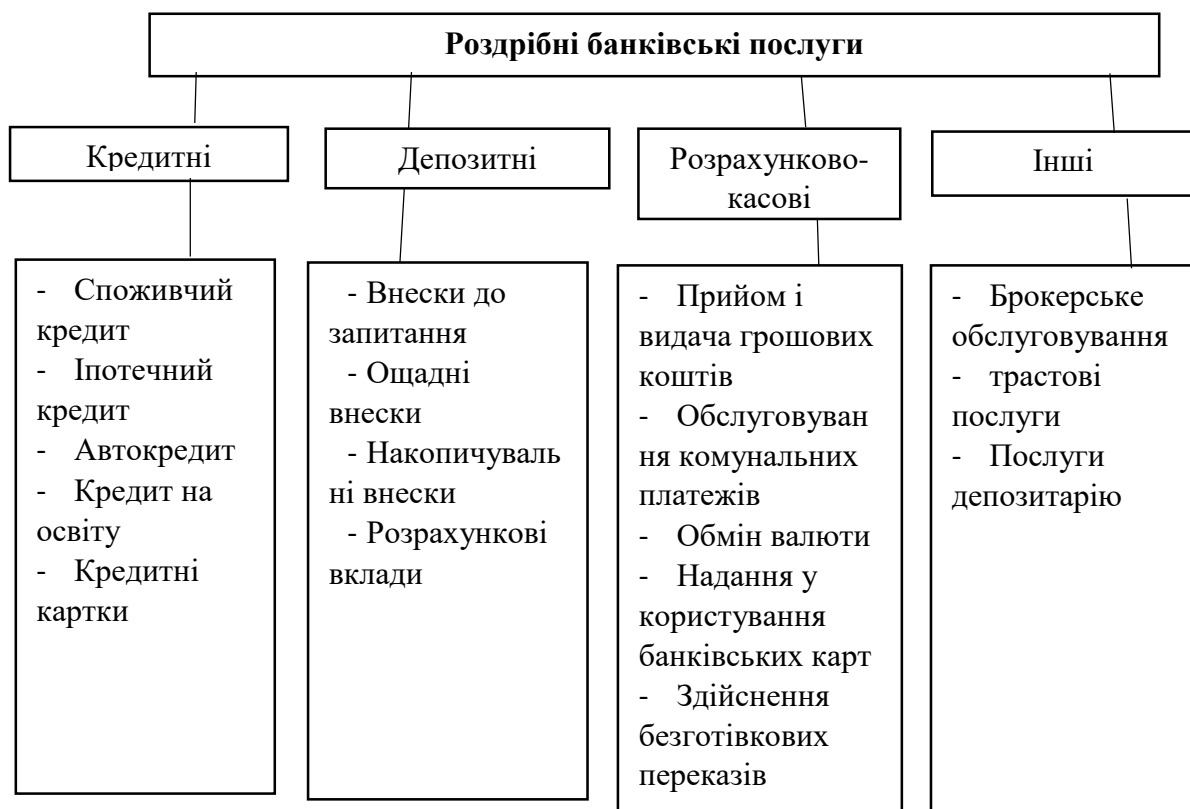 Роздрібні банківські послуги
Кредитні
Депозитні
Розрахунково-
касові
Інші
- Споживчий
кредит
- Іпотечний
кредит
- Автокредит
- Кредит на
освіту
- Кредитні
картки
- Внески до
запитання
- Ощадні
внески
- Накопичуваль
ні внески
- Розрахункові
вклади
- Прийом і
видача грошових
коштів
- Обслуговуван
ня комунальних
платежів
- Обмін валюти
- Надання у
користування
банківських карт
- Здійснення
безготівкових
переказів
- Брокерське
обслуговування
- трастові
послуги
- Послуги
депозитарію